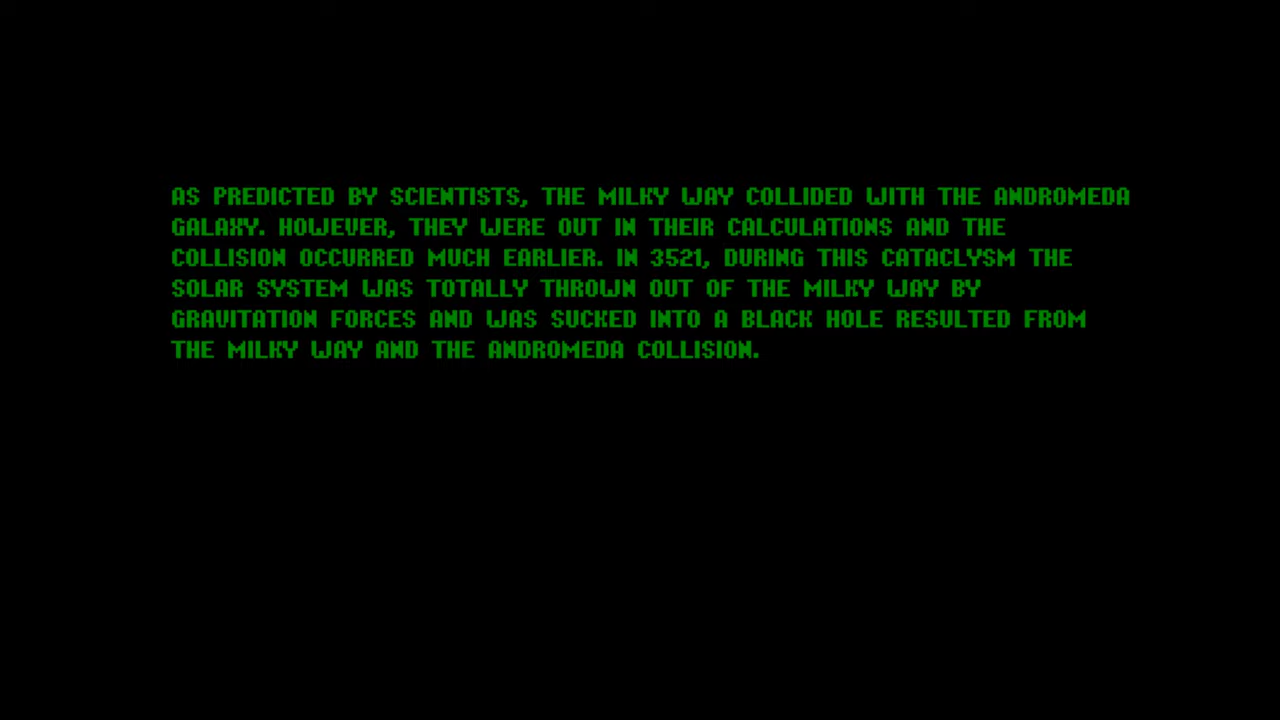 AS PREDICTED BY SCIENTISTS, THE MILKY WAY COLLIDED WITH THE ANDROMEDA
GALAXY. HOWEVER, THEY WERE OUT IN THEIR CALCULATIONS AND THE
COLLISION OCCURRED MUCH EARLIER. IN 3521, DURING THIS CATACLYSM THE
SOLAR SYSTEM WAS TOTALLY THROWN OUT OF THE MILKY WAY BY
GRAVITATION FORCES AND WAS SUCKED INTO A BLACK HOLE RESULTED FROM
THE MILKY WAY AND THE ANDROMEDA COLLISION.